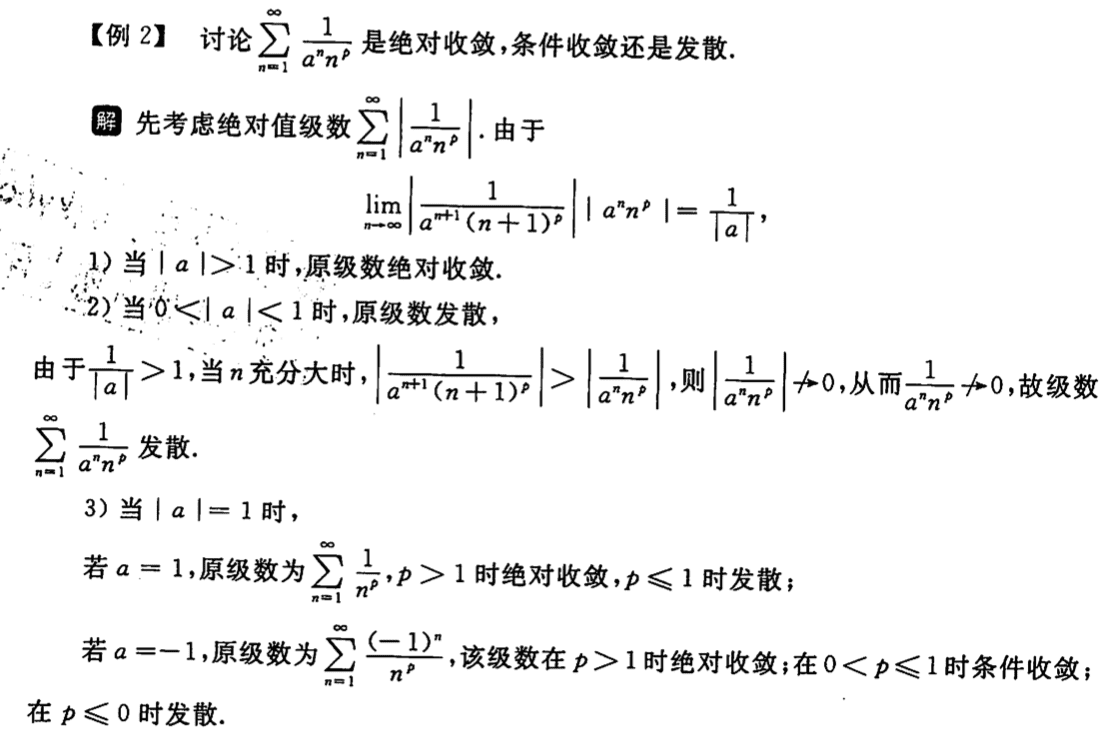 【例 2】 讨论 $\sum_{n=1}^{\infty} \frac{1}{a^n n^p}$ 是绝对收敛,条件收敛还是发散.
解 先考虑绝对值级数 $\sum_{n=1}^{\infty} \left| \frac{1}{a^n n^p} \right|$. 由于
$\lim_{n \to \infty} \left| \frac{1}{a^{n+1}(n+1)^p} \right| | a^n n^p | = \frac{1}{|a|}$,
1) 当 | a |> 1 时,原级数绝对收敛.
2) 当 0 <| a |< 1 时,原级数发散,
由于 $\frac{1}{|a|} > 1$,当 n 充分大时,$\left| \frac{1}{a^{n+1}(n+1)^p} \right| > \left| \frac{1}{a^n n^p} \right|$,则 $\left| \frac{1}{a^n n^p} \right| \not\to 0$,从而 $\frac{1}{a^n n^p} \not\to 0$,故级数
$\sum_{n=1}^{\infty} \frac{1}{a^n n^p}$ 发散.
3) 当 | a |= 1 时,
若 a = 1,原级数为 $\sum_{n=1}^{\infty} \frac{1}{n^p}$,p > 1 时绝对收敛,p ⩽ 1 时发散;
若 a =−1,原级数为 $\sum_{n=1}^{\infty} \frac{(-1)^n}{n^p}$,该级数在 p > 1 时绝对收敛;在 0 < p ⩽ 1 时条件收敛;
在 p ⩽ 0 时发散.